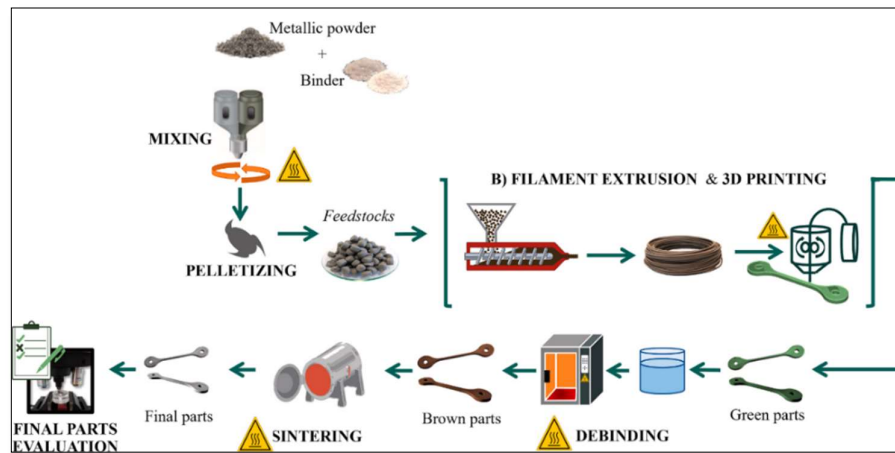 Metallic powder
+
Binder
MIXING
B) FILAMENT EXTRUSION & 3D PRINTING
Feedstocks
PELLETIZING
Final parts
Brown parts
Green parts
FINAL PARTS
EVALUATION
SINTERING
DEBINDING